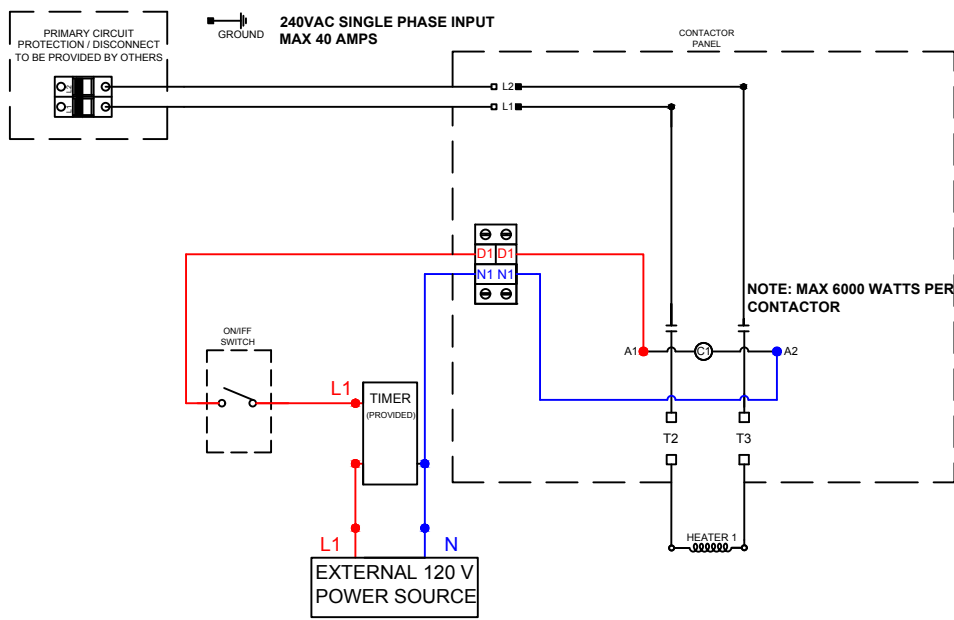 PRIMARY CIRCUIT
PROTECTION / DISCONNECT
TO BE PROVIDED BY OTHERS
L2
L1
GROUND
240VAC SINGLE PHASE INPUT
MAX 40 AMPS
CONTACTOR
PANEL
L2
L1
D1 D1
N1 N1
NOTE: MAX 6000 WATTS PER
CONTACTOR
A1
C1
A2
ON/IFF
SWITCH
L1
TIMER
(PROVIDED)
T2
T3
HEATER 1
L1
N
EXTERNAL 120 V
POWER SOURCE